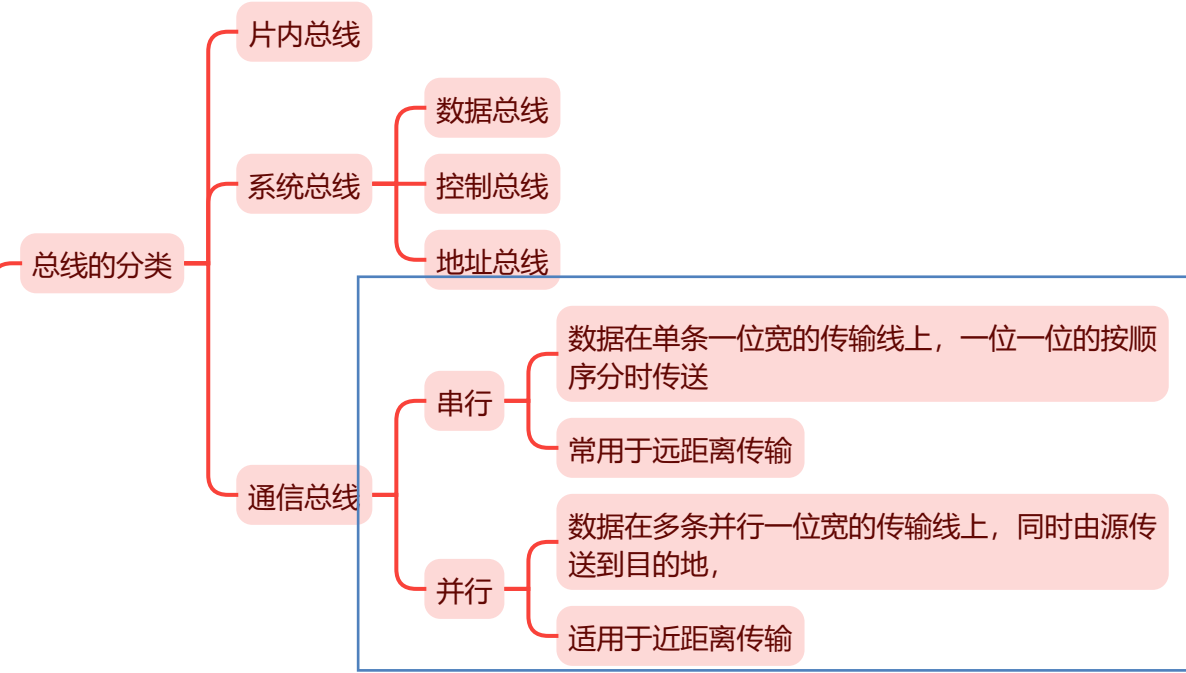 片内总线
数据总线
系统总线
控制总线
地址总线
总线的分类
数据在单条一位宽的传输线上，一位一位的按顺
序分时传送
串行
常用于远距离传输
通信总线
数据在多条并行一位宽的传输线上，同时由源传
送到目的地，
并行
适用于近距离传输